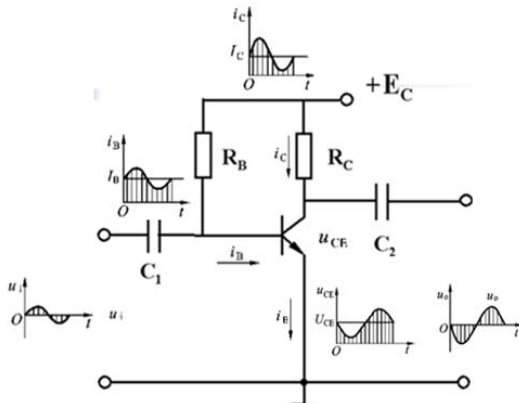 i_C
I_C
O
t
+E_C
i_B
I_B
O
t
R_B
i_C
R_C
C_1
i_B
u_CE
C_2
u_i
O
t
u_i
i_E
u_CE
U_CE
O
t
u_o
u_o
O
t